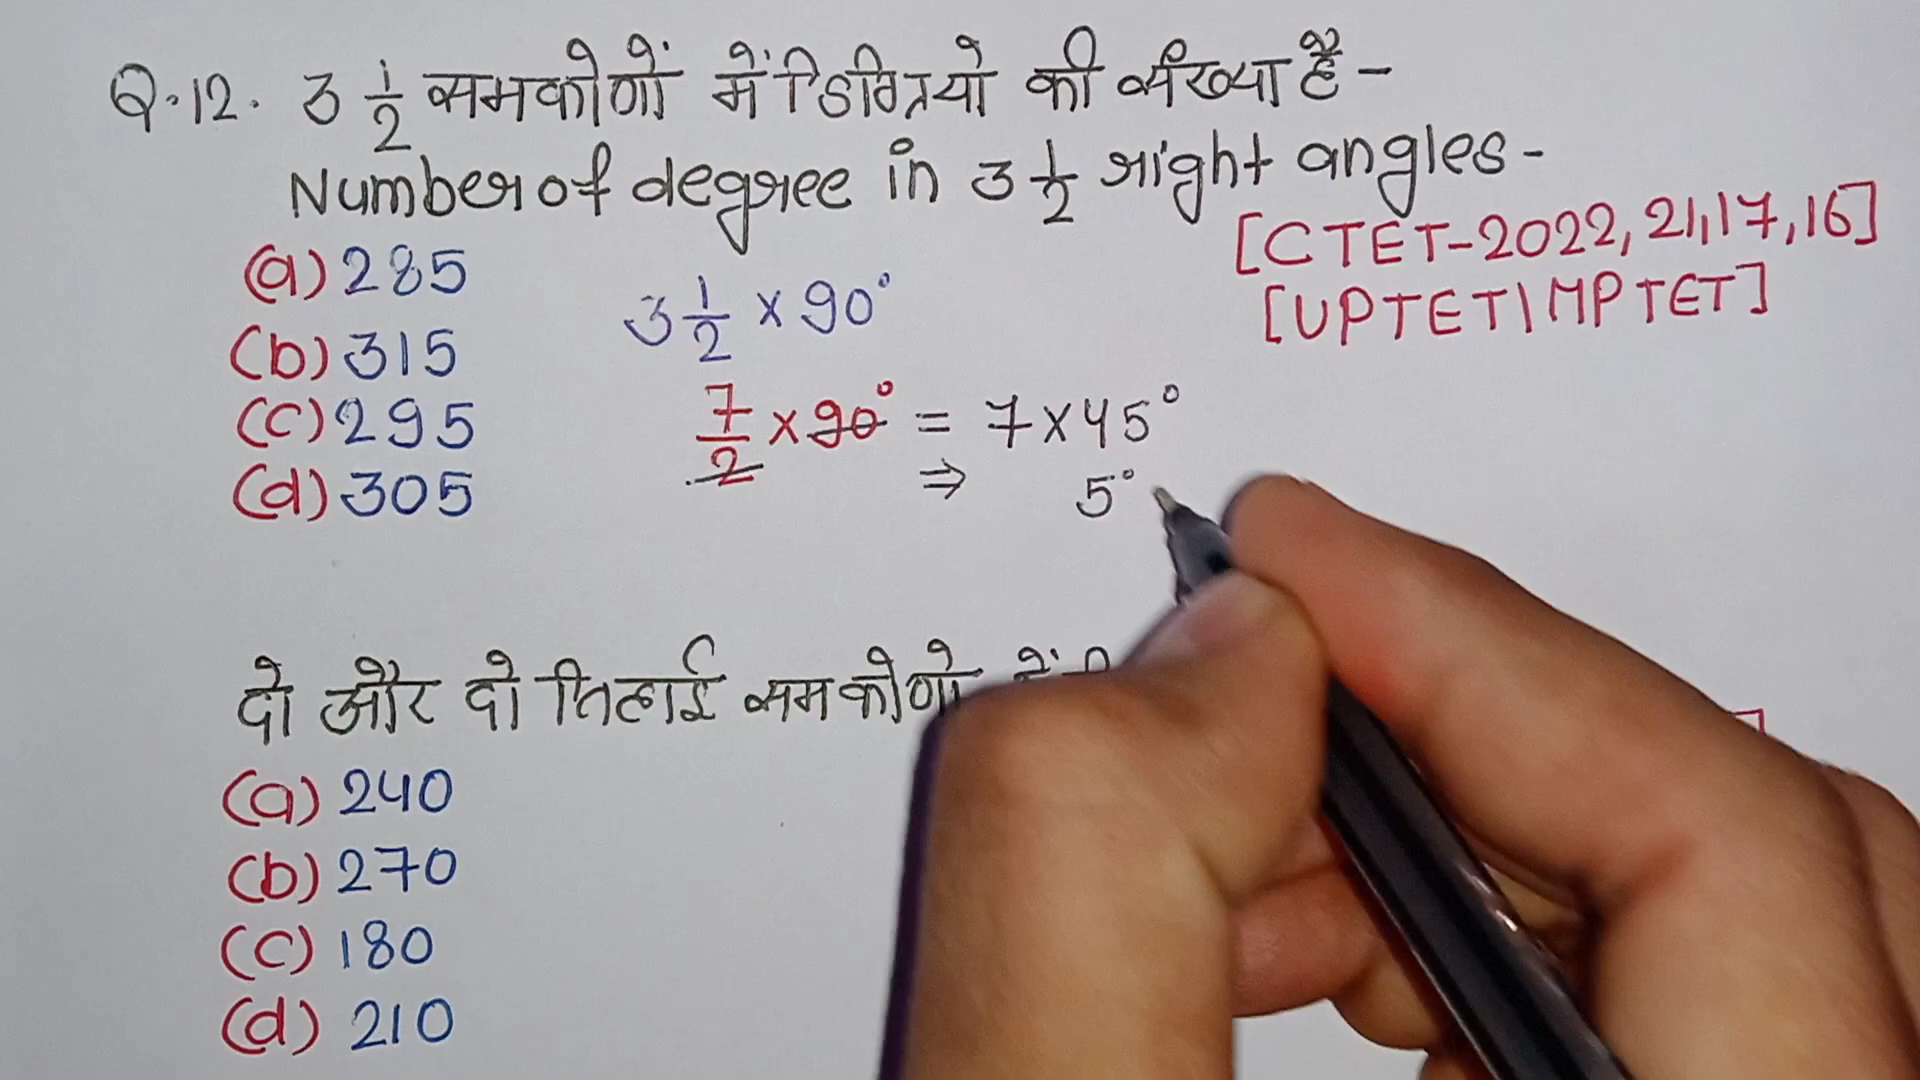 Q.12. 3 1/2 समकोणों में डिग्रियो की संख्या है -
Number of degree in 3 1/2 right angles -
[CTET-2022, 21, 17, 16]
[UPTET|MPTET]
(a) 285
(b) 315
(c) 295
(d) 305
3 1/2 × 90°
7/2 × 90° = 7 × 45°
⇒ 5°
दो और दो तिहाई समकोणो
(a) 240
(b) 270
(c) 180
(d) 210